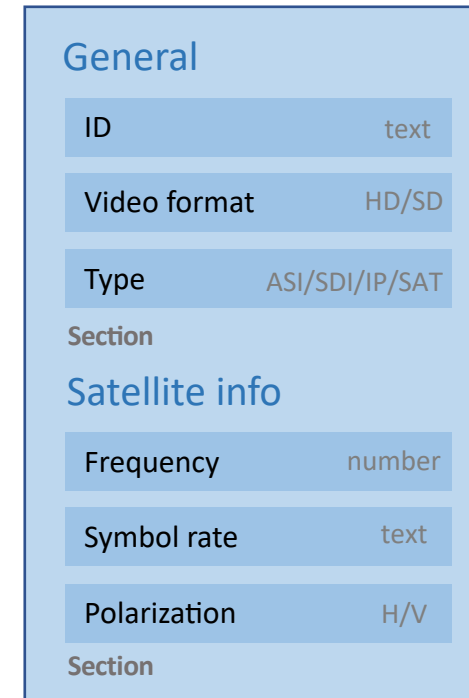 General
ID text
Video format HD/SD
Type ASI/SDI/IP/SAT
Section
Satellite info
Frequency number
Symbol rate text
Polarization H/V
Section